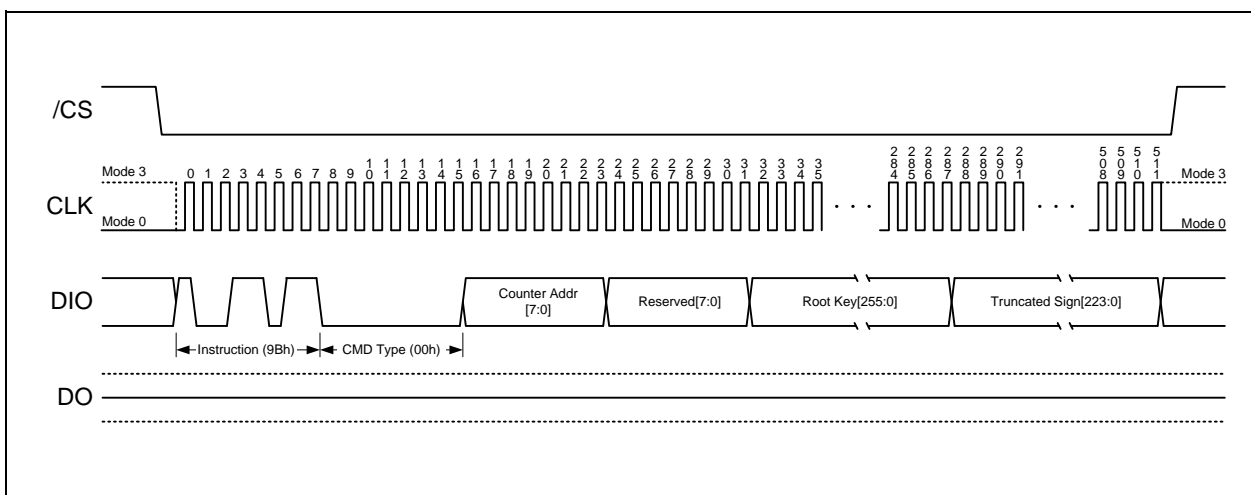 /CS
Mode 3
0 1 2 3 4 5 6 7 8 9 10 11 12 13 14 15 16 17 18 19 20 21 22 23 24 25 26 27 28 29 30 31 32 33 34 35 284 285 286 287 288 289 290 291 508 509 510 511
Mode 3
CLK
. . .
. . .
Mode 0
Mode 0
DIO
Counter Addr
[7:0]
Reserved[7:0]
Root Key[255:0]
Truncated Sign[223:0]
Instruction (9Bh)
CMD Type (00h)
DO